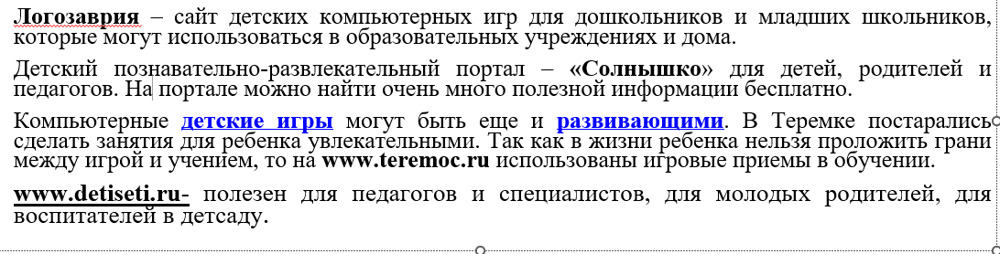 Логозаврия – сайт детских компьютерных игр для дошкольников и младших школьников,
которые могут использоваться в образовательных учреждениях и дома.
Детский познавательно-развлекательный портал – «Солнышко» для детей, родителей и
педагогов. На портале можно найти очень много полезной информации бесплатно.
Компьютерные детские игры могут быть еще и развивающими. В Теремке постарались
сделать занятия для ребенка увлекательными. Так как в жизни ребенка нельзя проложить грани
между игрой и учением, то на www.teremoc.ru использованы игровые приемы в обучении.
www.detiseti.ru- полезен для педагогов и специалистов, для молодых родителей, для
воспитателей в детсаду.